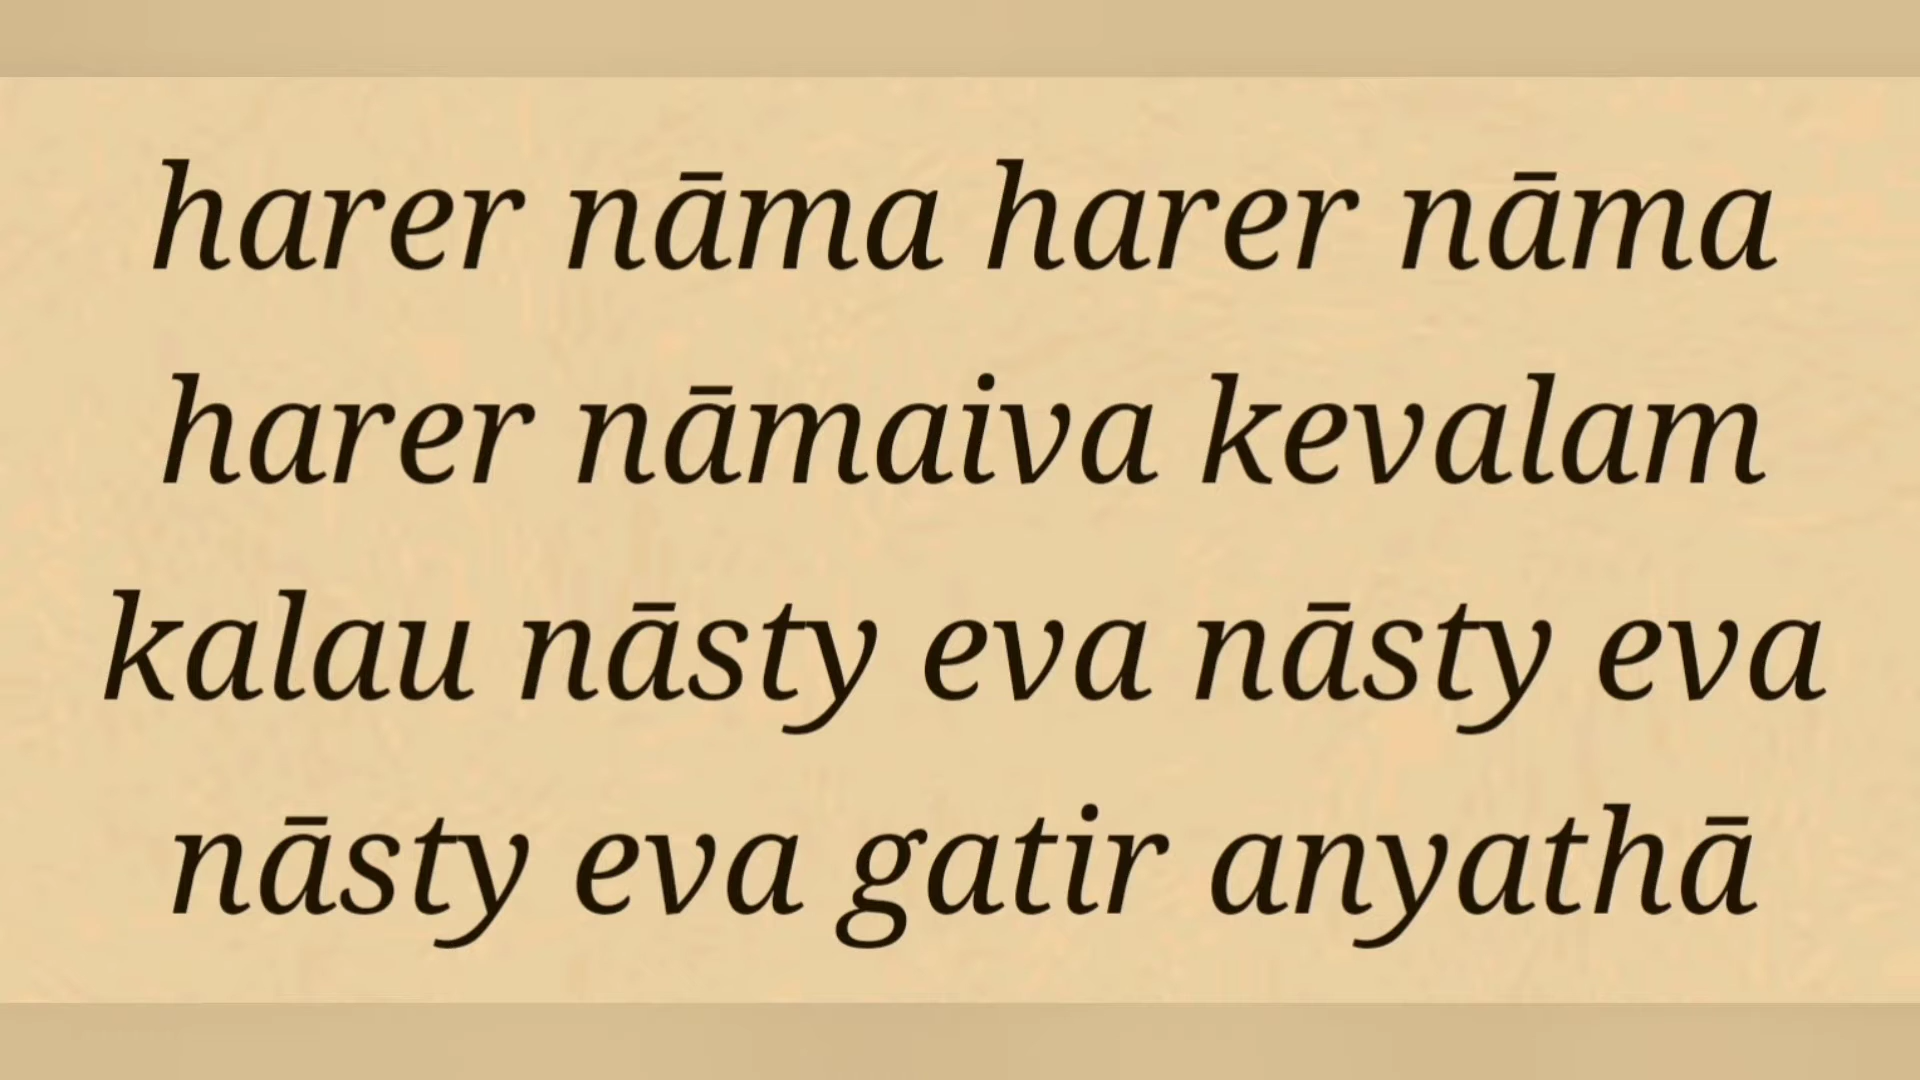 harer nāma harer nāma
harer nāmaiva kevalam
kalau nāsty eva nāsty eva
nāsty eva gatir anyathā